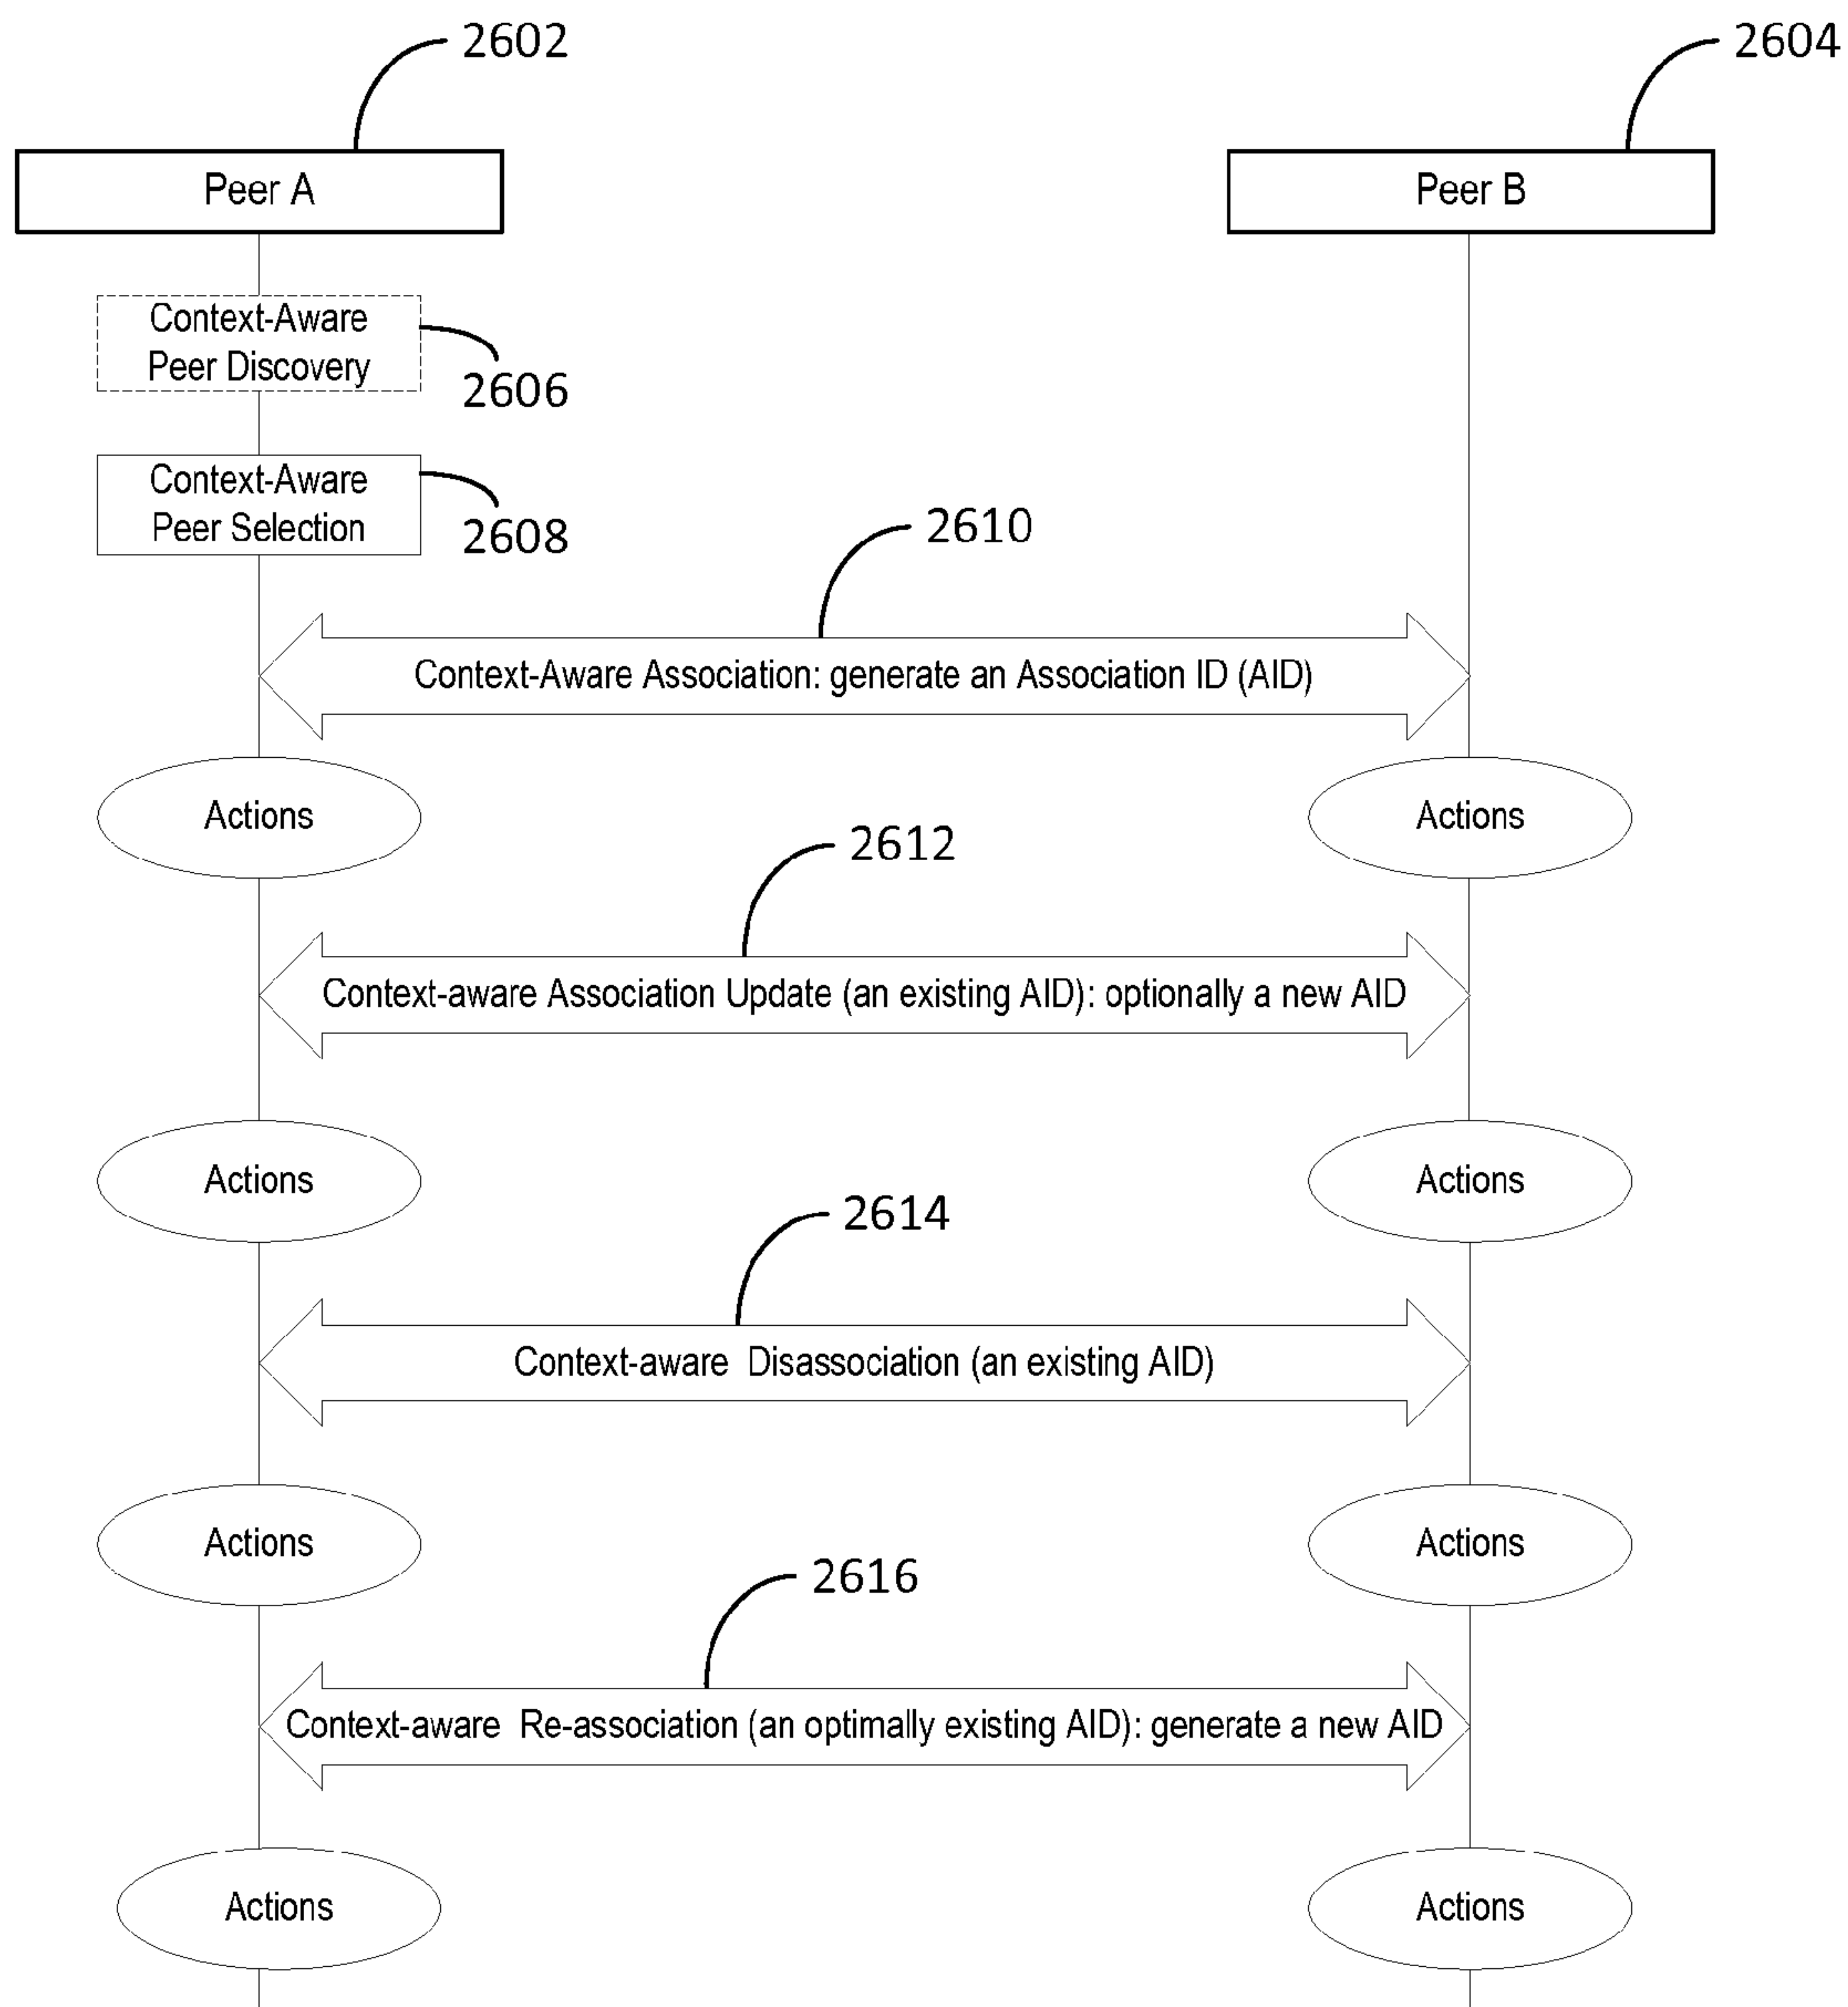 2602
2604
Peer A
Peer B
Context-Aware
Peer Discovery
2606
Context-Aware
Peer Selection
2608
2610
Context-Aware Association: generate an Association ID (AID)
Actions
Actions
2612
Context-aware Association Update (an existing AID): optionally a new AID
Actions
Actions
2614
Context-aware Disassociation (an existing AID)
Actions
Actions
2616
Context-aware Re-association (an optimally existing AID): generate a new AID
Actions
Actions